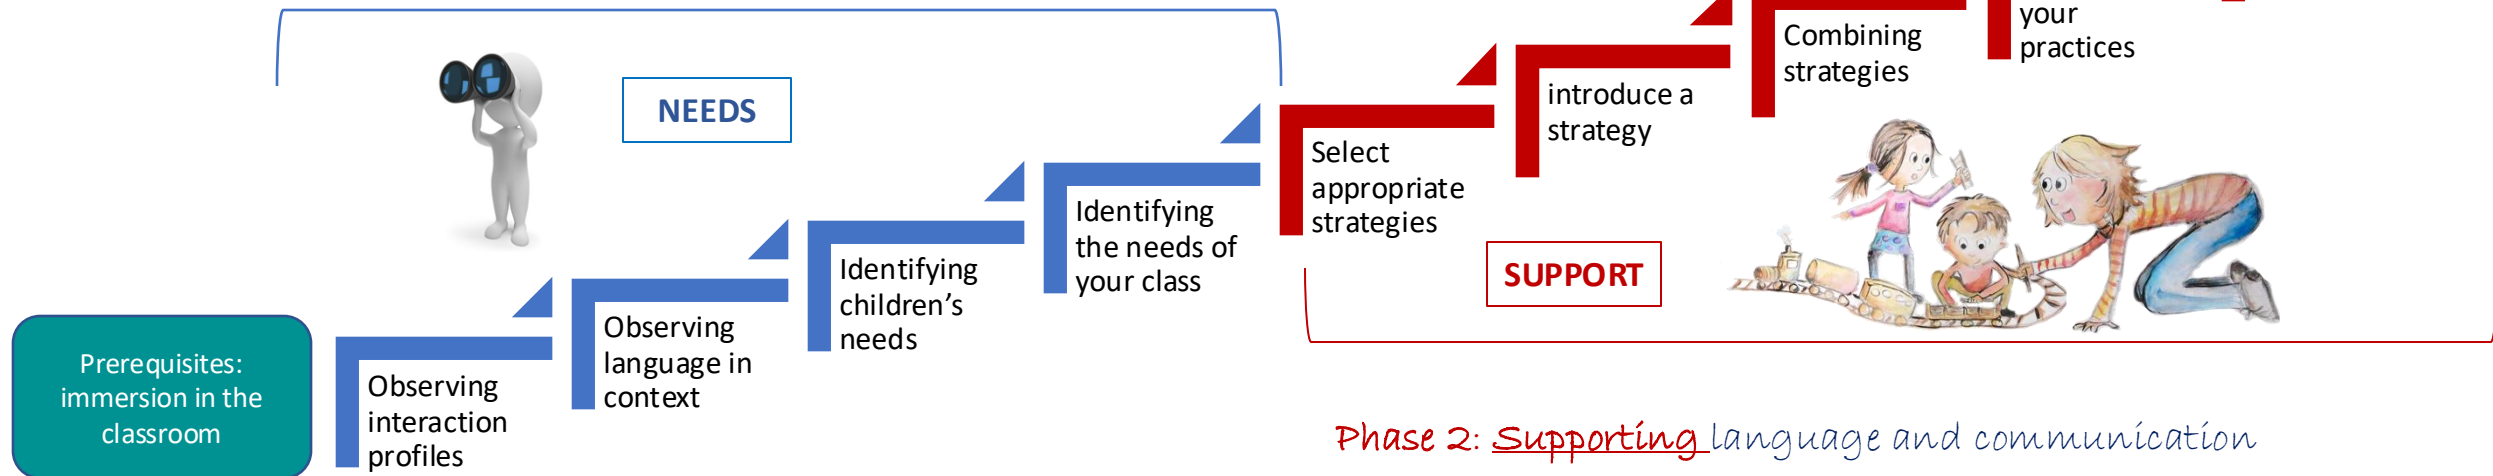 NEEDS
Prerequisites:
immersion in the
classroom
Observing
interaction
profiles
Observing
language in
context
Identifying
children’s
needs
Identifying
the needs of
your class
Select
appropriate
strategies
introduce a
strategy
Combining
strategies
your
practices
SUPPORT
Phase 2: Supporting language and communication